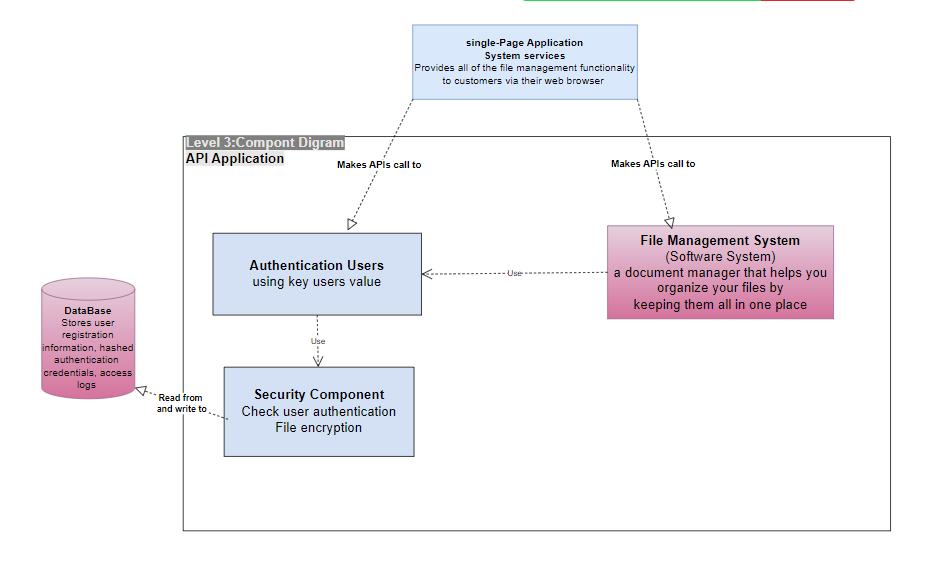 single-Page Application
System services
Provides all of the file management functionality
to customers via their web browser
Level 3:Compont Digram
API Application
Makes APIs call to
Makes APIs call to
Authentication Users
using key users value
Use
File Management System
(Software System)
a document manager that helps you
organize your files by
keeping them all in one place
DataBase
Stores user
registration
information, hashed
authentication
credentials, access
logs
Use
Read from
and write to
Security Component
Check user authentication
File encryption